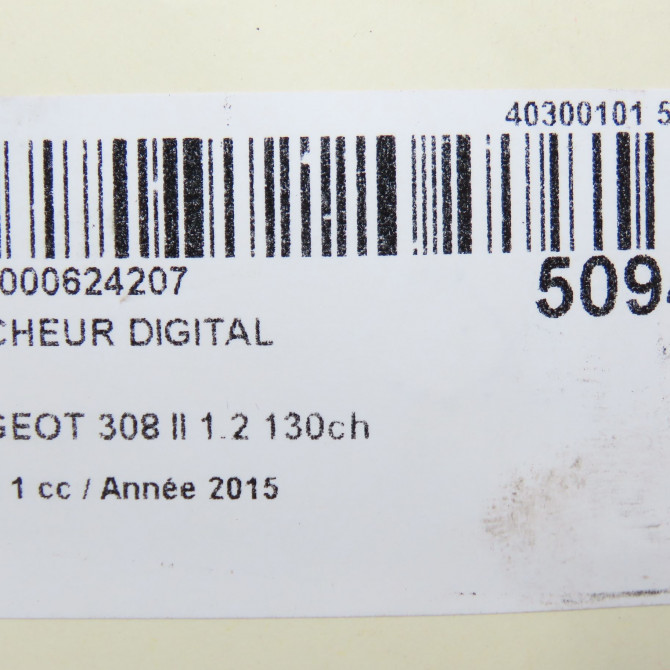 40300101 5
000624207
509
CHEUR DIGITAL
GEOT 308 II 1.2 130ch
1 cc / Année 2015